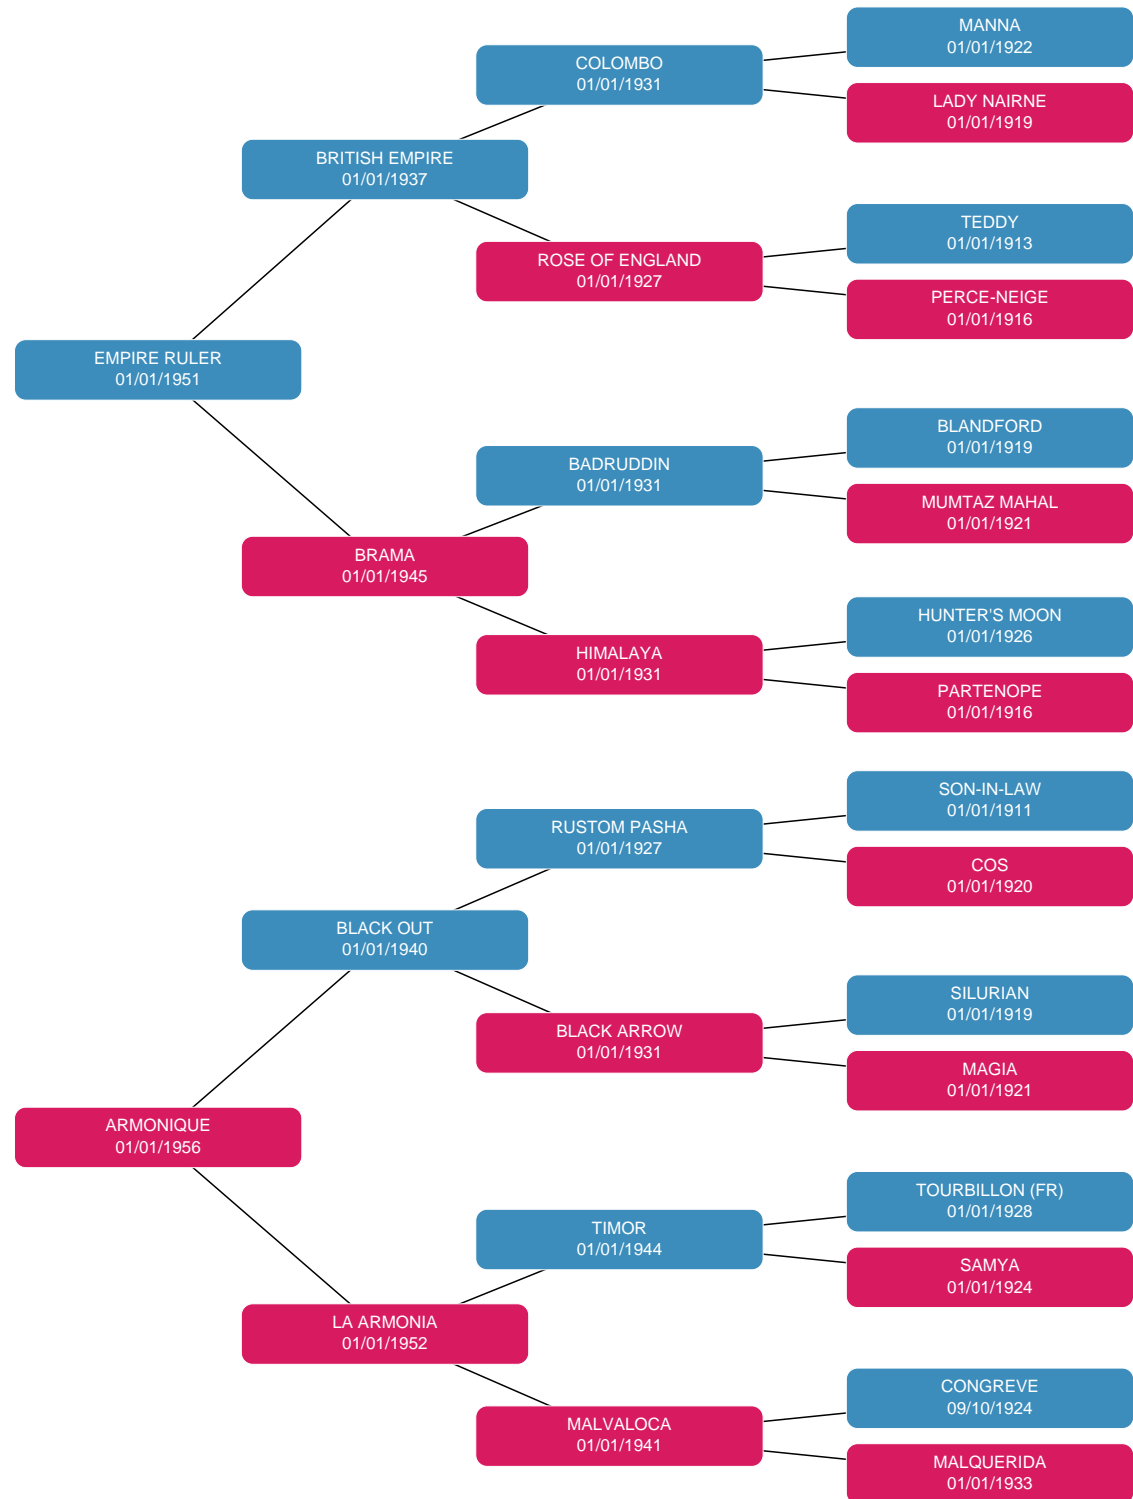 MANNA
01/01/1922
COLOMBO
01/01/1931
LADY NAIRNE
01/01/1919
BRITISH EMPIRE
01/01/1937
TEDDY
01/01/1913
ROSE OF ENGLAND
01/01/1927
PERCE-NEIGE
01/01/1916
EMPIRE RULER
01/01/1951
BLANDFORD
01/01/1919
BADRUDDIN
01/01/1931
MUMTAZ MAHAL
01/01/1921
BRAMA
01/01/1945
HUNTER'S MOON
01/01/1926
HIMALAYA
01/01/1931
PARTENOPE
01/01/1916
SON-IN-LAW
01/01/1911
RUSTOM PASHA
01/01/1927
COS
01/01/1920
BLACK OUT
01/01/1940
SILURIAN
01/01/1919
BLACK ARROW
01/01/1931
MAGIA
01/01/1921
ARMONIQUE
01/01/1956
TOURBILLON (FR)
01/01/1928
TIMOR
01/01/1944
SAMYA
01/01/1924
LA ARMONIA
01/01/1952
CONGREVE
09/10/1924
MALVALOCA
01/01/1941
MALQUERIDA
01/01/1933